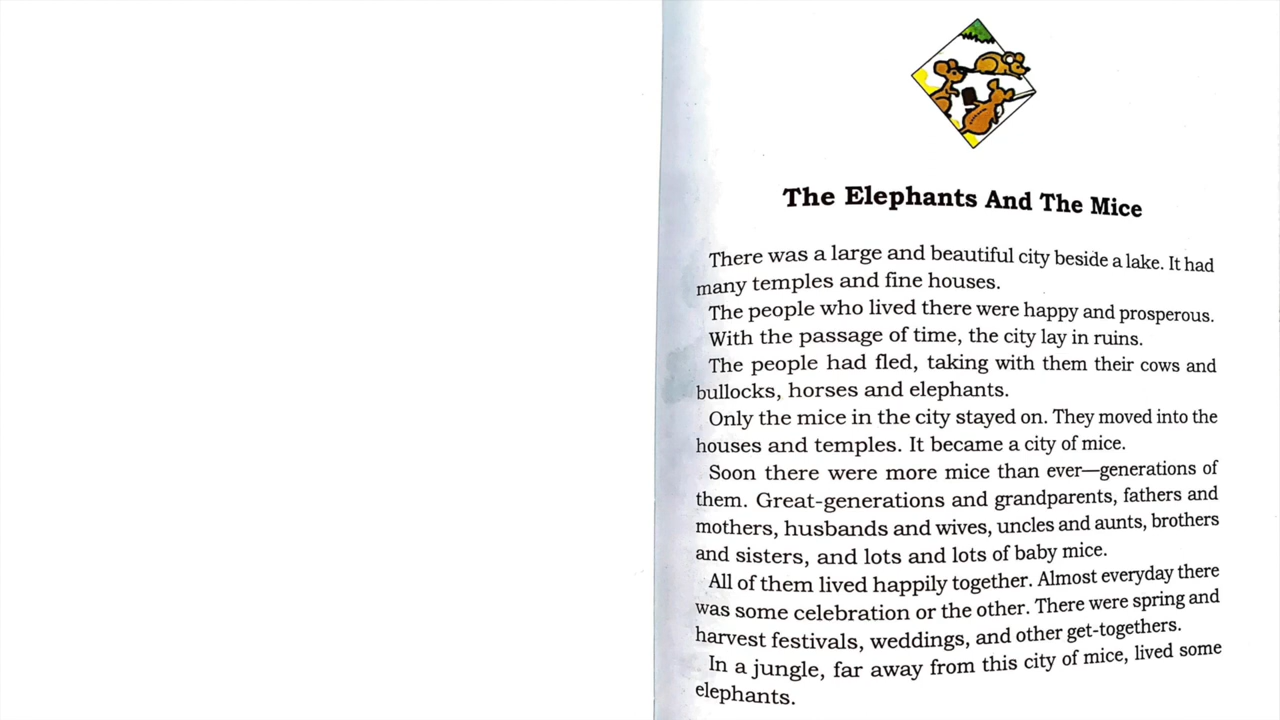 The Elephants And The Mice
There was a large and beautiful city beside a lake. It had
many temples and fine houses.
The people who lived there were happy and prosperous.
With the passage of time, the city lay in ruins.
The people had fled, taking with them their cows and
bullocks, horses and elephants.
Only the mice in the city stayed on. They moved into the
houses and temples. It became a city of mice.
Soon there were more mice than ever—generations of
them. Great-generations and grandparents, fathers and
mothers, husbands and wives, uncles and aunts, brothers
and sisters, and lots and lots of baby mice.
All of them lived happily together. Almost everyday there
was some celebration or the other. There were spring and
harvest festivals, weddings, and other get-togethers.
In a jungle, far away from this city of mice, lived some
elephants.